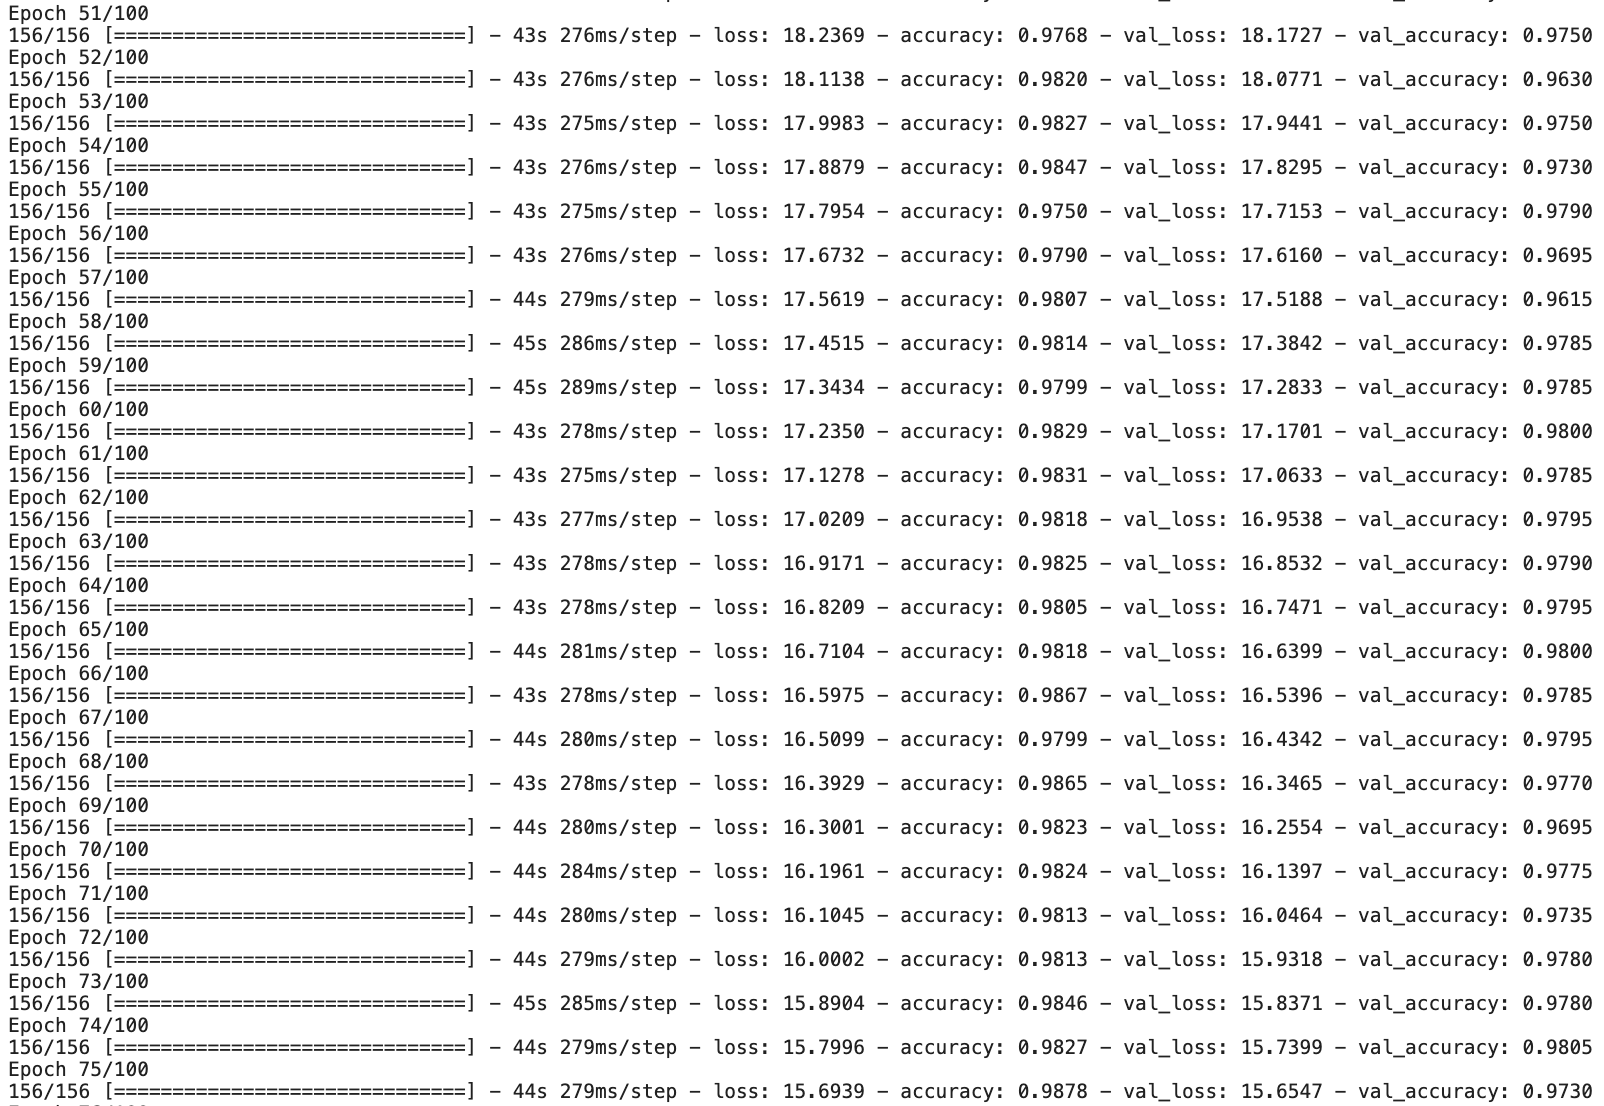 Epoch 51/100
156/156 [==============================] - 43s 276ms/step - loss: 18.2369 - accuracy: 0.9768 - val_loss: 18.1727 - val_accuracy: 0.9750
Epoch 52/100
156/156 [==============================] - 43s 276ms/step - loss: 18.1138 - accuracy: 0.9820 - val_loss: 18.0771 - val_accuracy: 0.9630
Epoch 53/100
156/156 [==============================] - 43s 275ms/step - loss: 17.9983 - accuracy: 0.9827 - val_loss: 17.9441 - val_accuracy: 0.9750
Epoch 54/100
156/156 [==============================] - 43s 276ms/step - loss: 17.8879 - accuracy: 0.9847 - val_loss: 17.8295 - val_accuracy: 0.9730
Epoch 55/100
156/156 [==============================] - 43s 275ms/step - loss: 17.7954 - accuracy: 0.9750 - val_loss: 17.7153 - val_accuracy: 0.9790
Epoch 56/100
156/156 [==============================] - 43s 276ms/step - loss: 17.6732 - accuracy: 0.9790 - val_loss: 17.6160 - val_accuracy: 0.9695
Epoch 57/100
156/156 [==============================] - 44s 279ms/step - loss: 17.5619 - accuracy: 0.9807 - val_loss: 17.5188 - val_accuracy: 0.9615
Epoch 58/100
156/156 [==============================] - 45s 286ms/step - loss: 17.4515 - accuracy: 0.9814 - val_loss: 17.3842 - val_accuracy: 0.9785
Epoch 59/100
156/156 [==============================] - 45s 289ms/step - loss: 17.3434 - accuracy: 0.9799 - val_loss: 17.2833 - val_accuracy: 0.9785
Epoch 60/100
156/156 [==============================] - 43s 278ms/step - loss: 17.2350 - accuracy: 0.9829 - val_loss: 17.1701 - val_accuracy: 0.9800
Epoch 61/100
156/156 [==============================] - 43s 275ms/step - loss: 17.1278 - accuracy: 0.9831 - val_loss: 17.0633 - val_accuracy: 0.9785
Epoch 62/100
156/156 [==============================] - 43s 277ms/step - loss: 17.0209 - accuracy: 0.9818 - val_loss: 16.9538 - val_accuracy: 0.9795
Epoch 63/100
156/156 [==============================] - 43s 278ms/step - loss: 16.9171 - accuracy: 0.9825 - val_loss: 16.8532 - val_accuracy: 0.9790
Epoch 64/100
156/156 [==============================] - 43s 278ms/step - loss: 16.8209 - accuracy: 0.9805 - val_loss: 16.7471 - val_accuracy: 0.9795
Epoch 65/100
156/156 [==============================] - 44s 281ms/step - loss: 16.7104 - accuracy: 0.9818 - val_loss: 16.6399 - val_accuracy: 0.9800
Epoch 66/100
156/156 [==============================] - 43s 278ms/step - loss: 16.5975 - accuracy: 0.9867 - val_loss: 16.5396 - val_accuracy: 0.9785
Epoch 67/100
156/156 [==============================] - 44s 280ms/step - loss: 16.5099 - accuracy: 0.9799 - val_loss: 16.4342 - val_accuracy: 0.9795
Epoch 68/100
156/156 [==============================] - 43s 278ms/step - loss: 16.3929 - accuracy: 0.9865 - val_loss: 16.3465 - val_accuracy: 0.9770
Epoch 69/100
156/156 [==============================] - 44s 280ms/step - loss: 16.3001 - accuracy: 0.9823 - val_loss: 16.2554 - val_accuracy: 0.9695
Epoch 70/100
156/156 [==============================] - 44s 284ms/step - loss: 16.1961 - accuracy: 0.9824 - val_loss: 16.1397 - val_accuracy: 0.9775
Epoch 71/100
156/156 [==============================] - 44s 280ms/step - loss: 16.1045 - accuracy: 0.9813 - val_loss: 16.0464 - val_accuracy: 0.9735
Epoch 72/100
156/156 [==============================] - 44s 279ms/step - loss: 16.0002 - accuracy: 0.9813 - val_loss: 15.9318 - val_accuracy: 0.9780
Epoch 73/100
156/156 [==============================] - 45s 285ms/step - loss: 15.8904 - accuracy: 0.9846 - val_loss: 15.8371 - val_accuracy: 0.9780
Epoch 74/100
156/156 [==============================] - 44s 279ms/step - loss: 15.7996 - accuracy: 0.9827 - val_loss: 15.7399 - val_accuracy: 0.9805
Epoch 75/100
156/156 [==============================] - 44s 279ms/step - loss: 15.6939 - accuracy: 0.9878 - val_loss: 15.6547 - val_accuracy: 0.9730